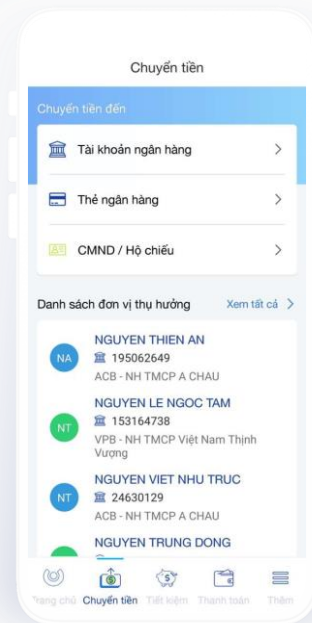 Chuyển tiền
Chuyển tiền đến
Tài khoản ngân hàng
Thẻ ngân hàng
CMND / Hộ chiếu
Danh sách đơn vị thụ hưởng Xem tất cả
NA
NGUYEN THIEN AN
195062649
ACB - NH TMCP A CHAU
NT
NGUYEN LE NGOC TAM
153164738
VPB - NH TMCP Việt Nam Thịnh
Vượng
NT
NGUYEN VIET NHU TRUC
24630129
ACB - NH TMCP A CHAU
NGUYEN TRUNG DONG
Trang chủ Chuyển tiền Tiết kiệm Thanh toán Thêm